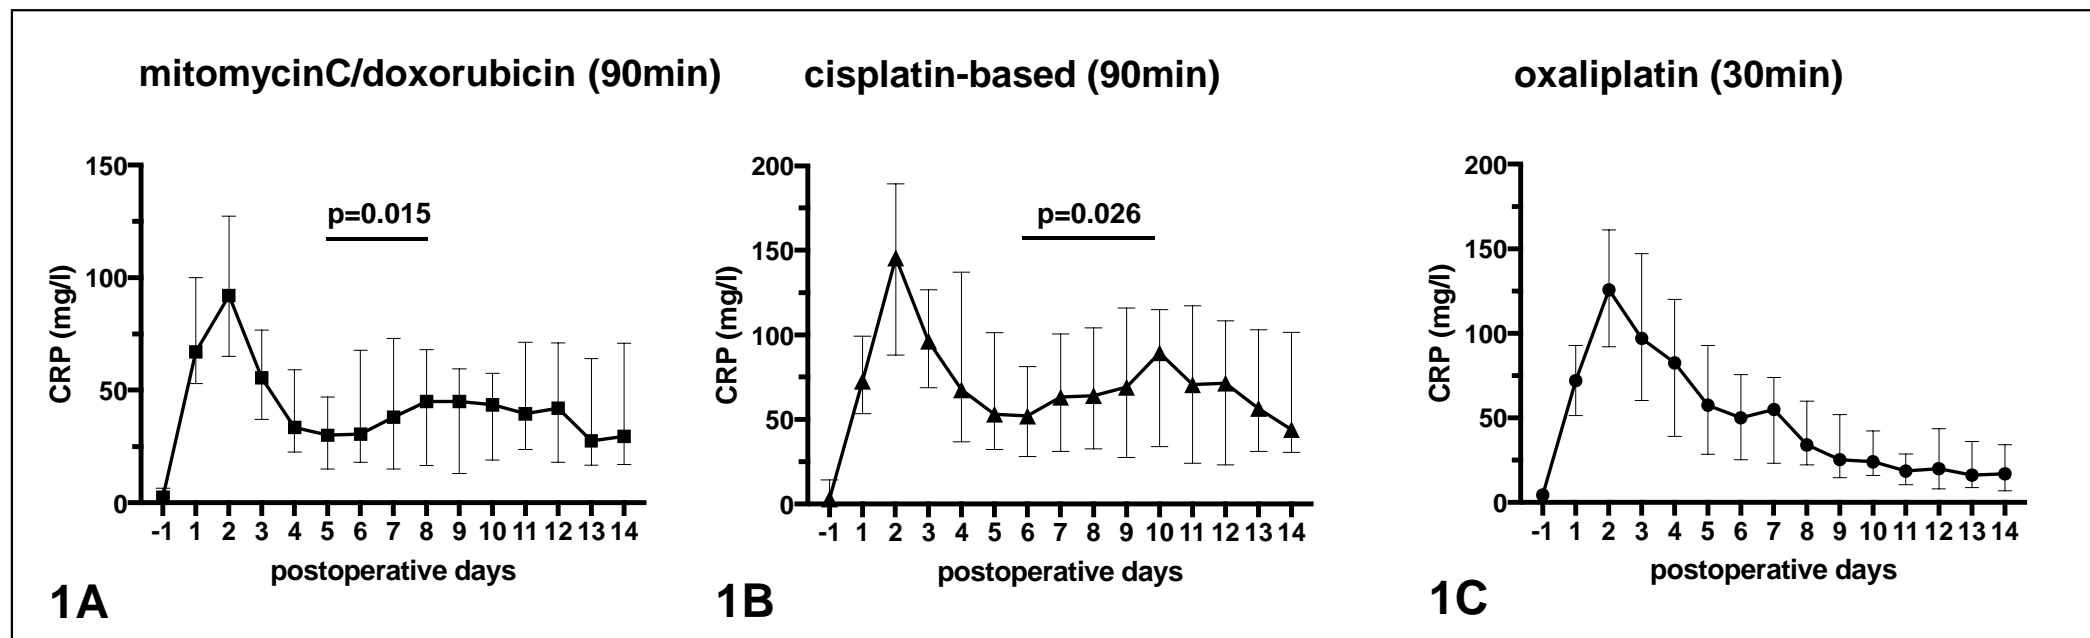 mitomycinC/doxorubicin (90min)
150
100
50
0
CRP (mg/l)
p=0.015
-1 1 2 3 4 5 6 7 8 9 10 11 12 13 14
postoperative days
1A
cisplatin-based (90min)
200
150
100
50
0
CRP (mg/l)
p=0.026
-1 1 2 3 4 5 6 7 8 9 10 11 12 13 14
postoperative days
1B
oxaliplatin (30min)
200
150
100
50
0
CRP (mg/l)
-1 1 2 3 4 5 6 7 8 9 10 11 12 13 14
postoperative days
1C